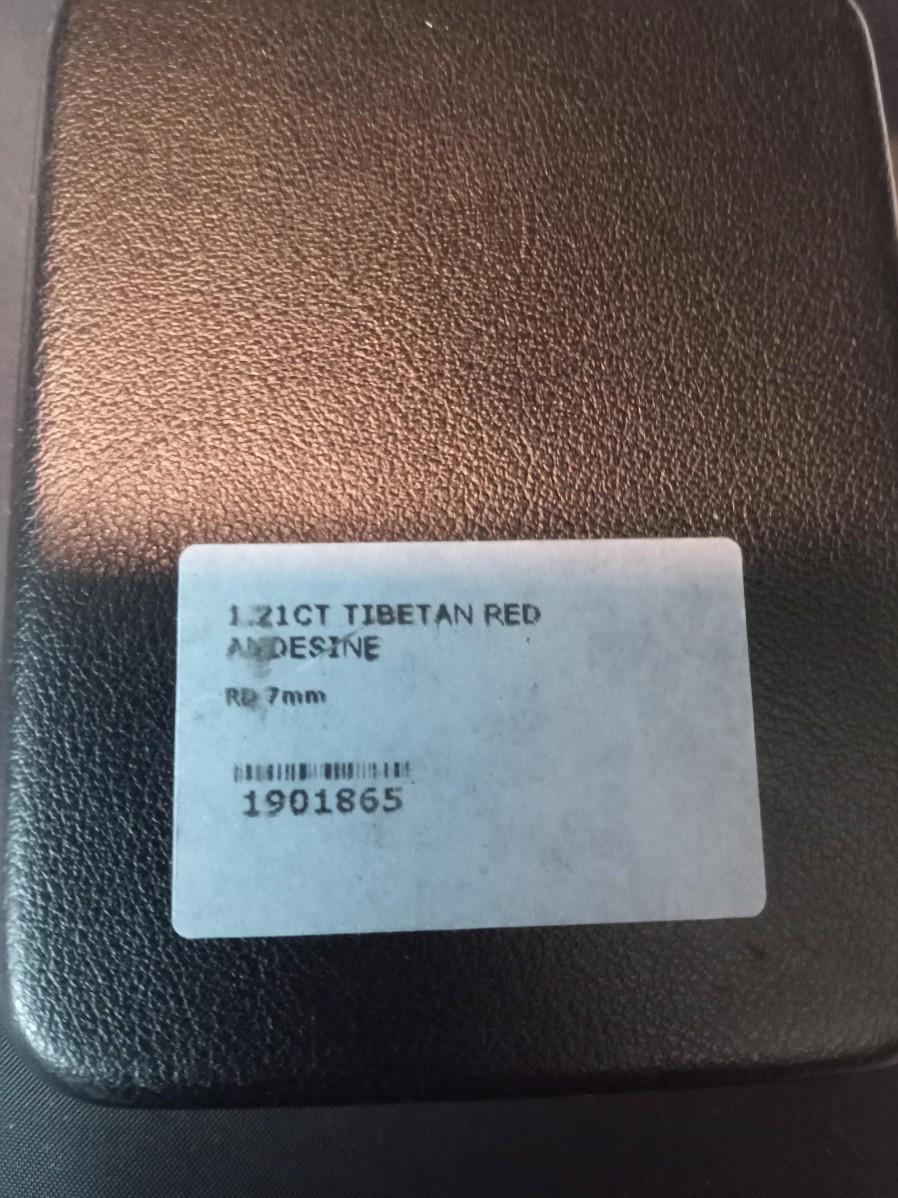 1.21CT TIBETAN RED
ANDESINE
RD 7mm
1901865